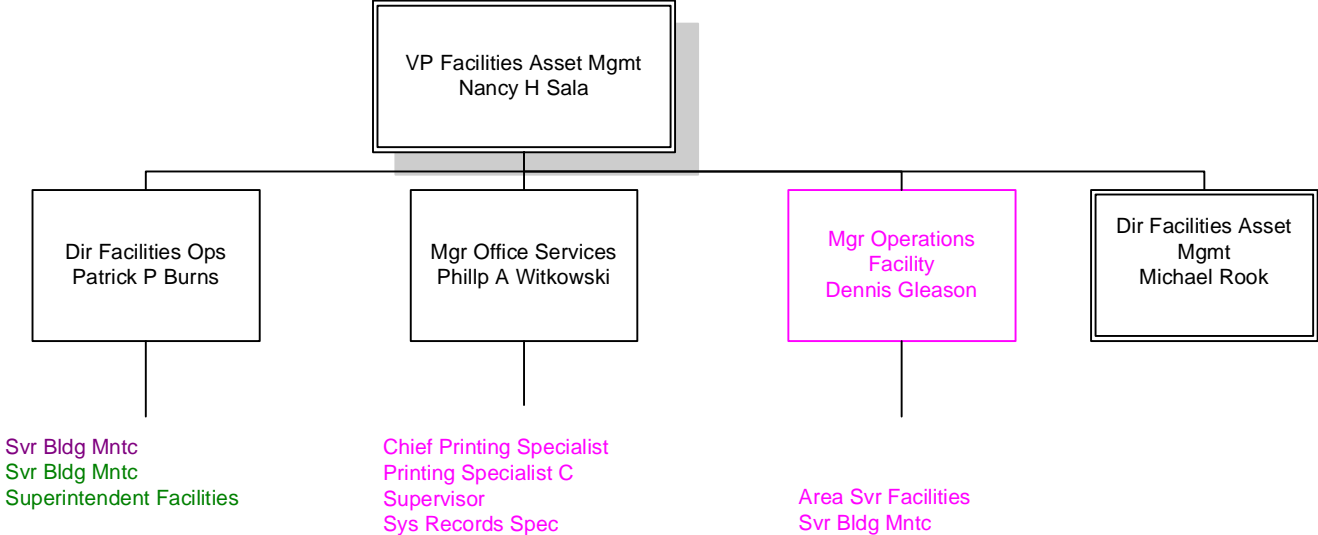 VP Facilities Asset Mgmt
Nancy H Sala
Dir Facilities Ops
Patrick P Burns
Mgr Office Services
Phillp A Witkowski
Mgr Operations
Facility
Dennis Gleason
Dir Facilities Asset
Mgmt
Michael Rook
Svr Bldg Mntc
Svr Bldg Mntc
Superintendent Facilities
Chief Printing Specialist
Printing Specialist C
Supervisor
Sys Records Spec
Area Svr Facilities
Svr Bldg Mntc